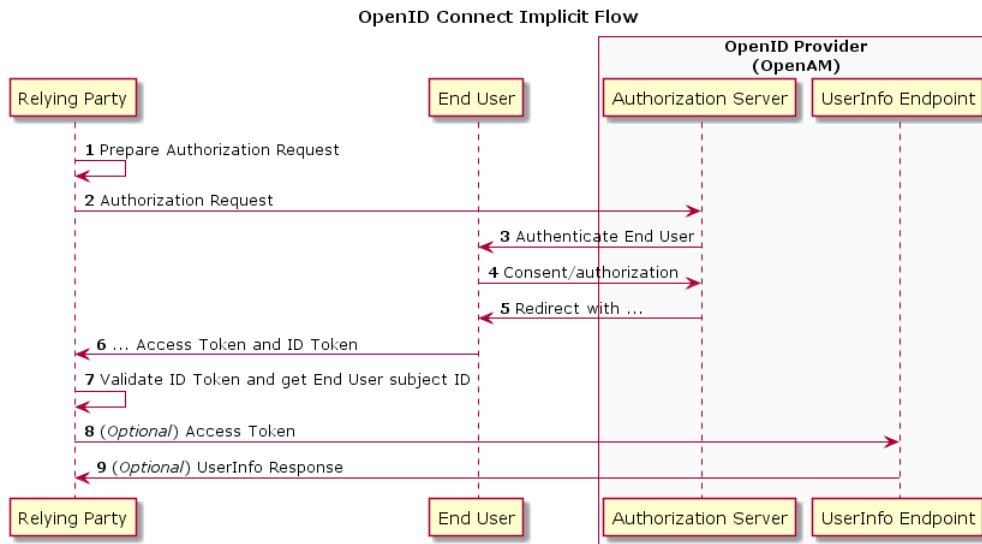 OpenID Connect Implicit Flow
OpenID Provider
(OpenAM)
Relying Party
End User
Authorization Server
UserInfo Endpoint
1 Prepare Authorization Request
2 Authorization Request
3 Authenticate End User
4 Consent/authorization
5 Redirect with ...
6 ... Access Token and ID Token
7 Validate ID Token and get End User subject ID
8 (Optional) Access Token
9 (Optional) UserInfo Response
Relying Party
End User
Authorization Server
UserInfo Endpoint